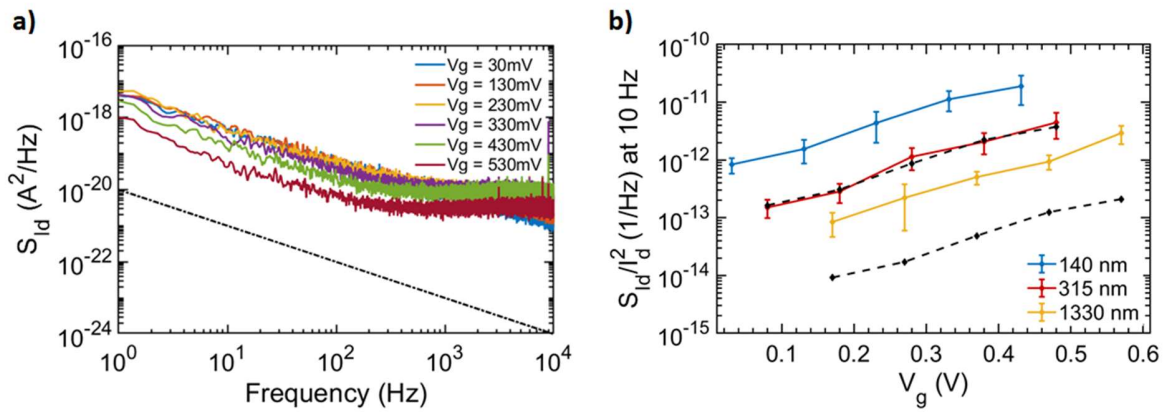 a)
10^-16
10^-18
10^-20
10^-22
10^-24
S_Id (A^2/Hz)
Vg = 30mV
Vg = 130mV
Vg = 230mV
Vg = 330mV
Vg = 430mV
Vg = 530mV
10^0 10^1 10^2 10^3 10^4
Frequency (Hz)
b)
10^-10
10^-11
10^-12
10^-13
10^-14
10^-15
S_Id/I_d^2 (1/Hz) at 10 Hz
140 nm
315 nm
1330 nm
0.1 0.2 0.3 0.4 0.5 0.6
V_g (V)